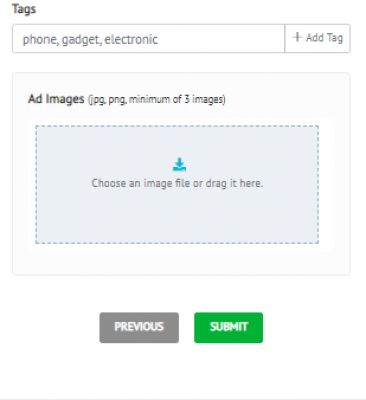 Tags
phone, gadget, electronic
+ Add Tag
Ad Images (jpg, png, minimum of 3 images)
Choose an image file or drag it here.
PREVIOUS SUBMIT